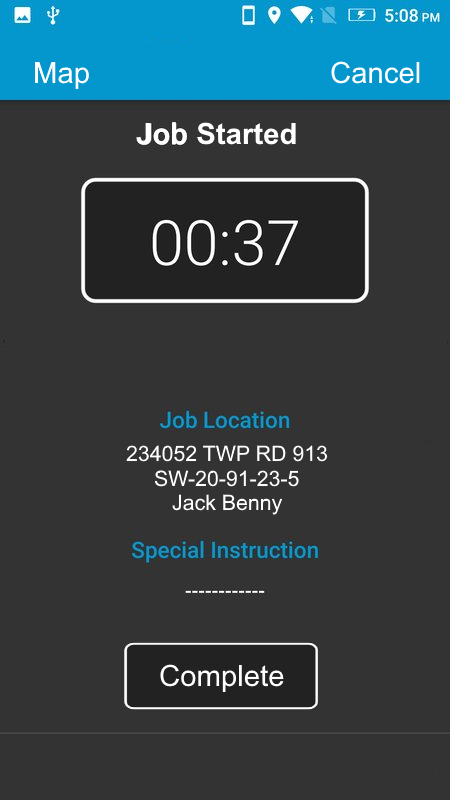 5:08 PM
Map
Cancel
Job Started
00:37
Job Location
234052 TWP RD 913
SW-20-91-23-5
Jack Benny
Special Instruction
------------
Complete